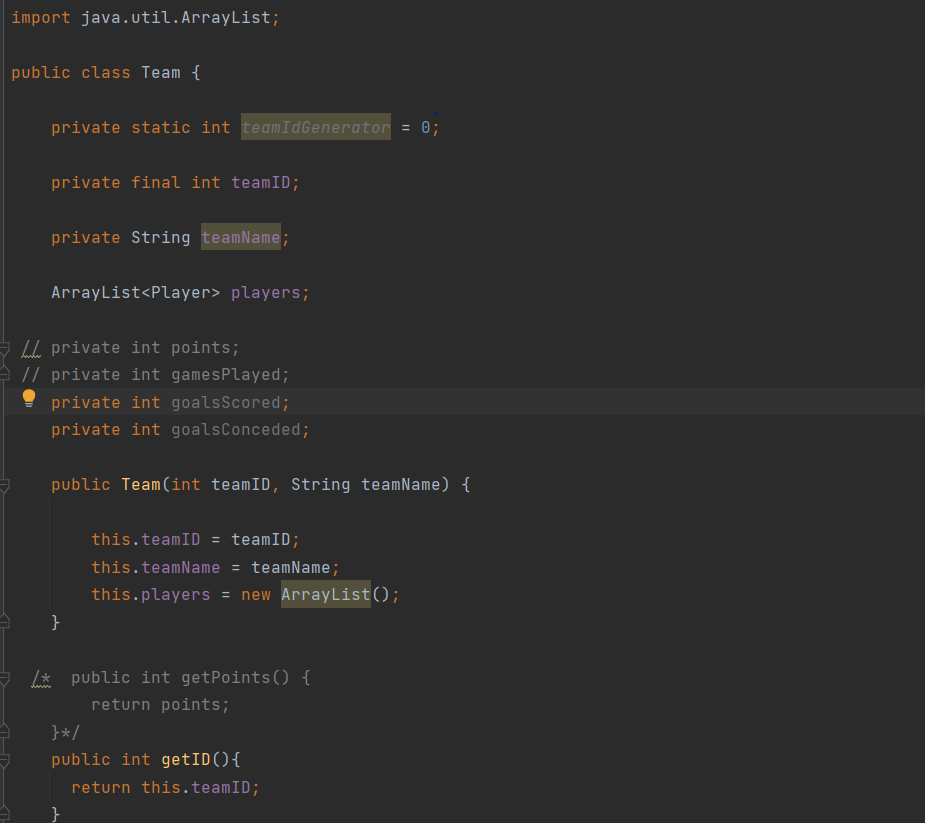 import java.util.ArrayList;
public class Team {
private static int teamIdGenerator = 0;
private final int teamID;
private String teamName;
ArrayList<Player> players;
// private int points;
// private int gamesPlayed;
private int goalsScored;
private int goalsConceded;
public Team(int teamID, String teamName) {
this.teamID = teamID;
this.teamName = teamName;
this.players = new ArrayList();
}
/*  public int getPoints() {
return points;
}*/
public int getID(){
return this.teamID;
}